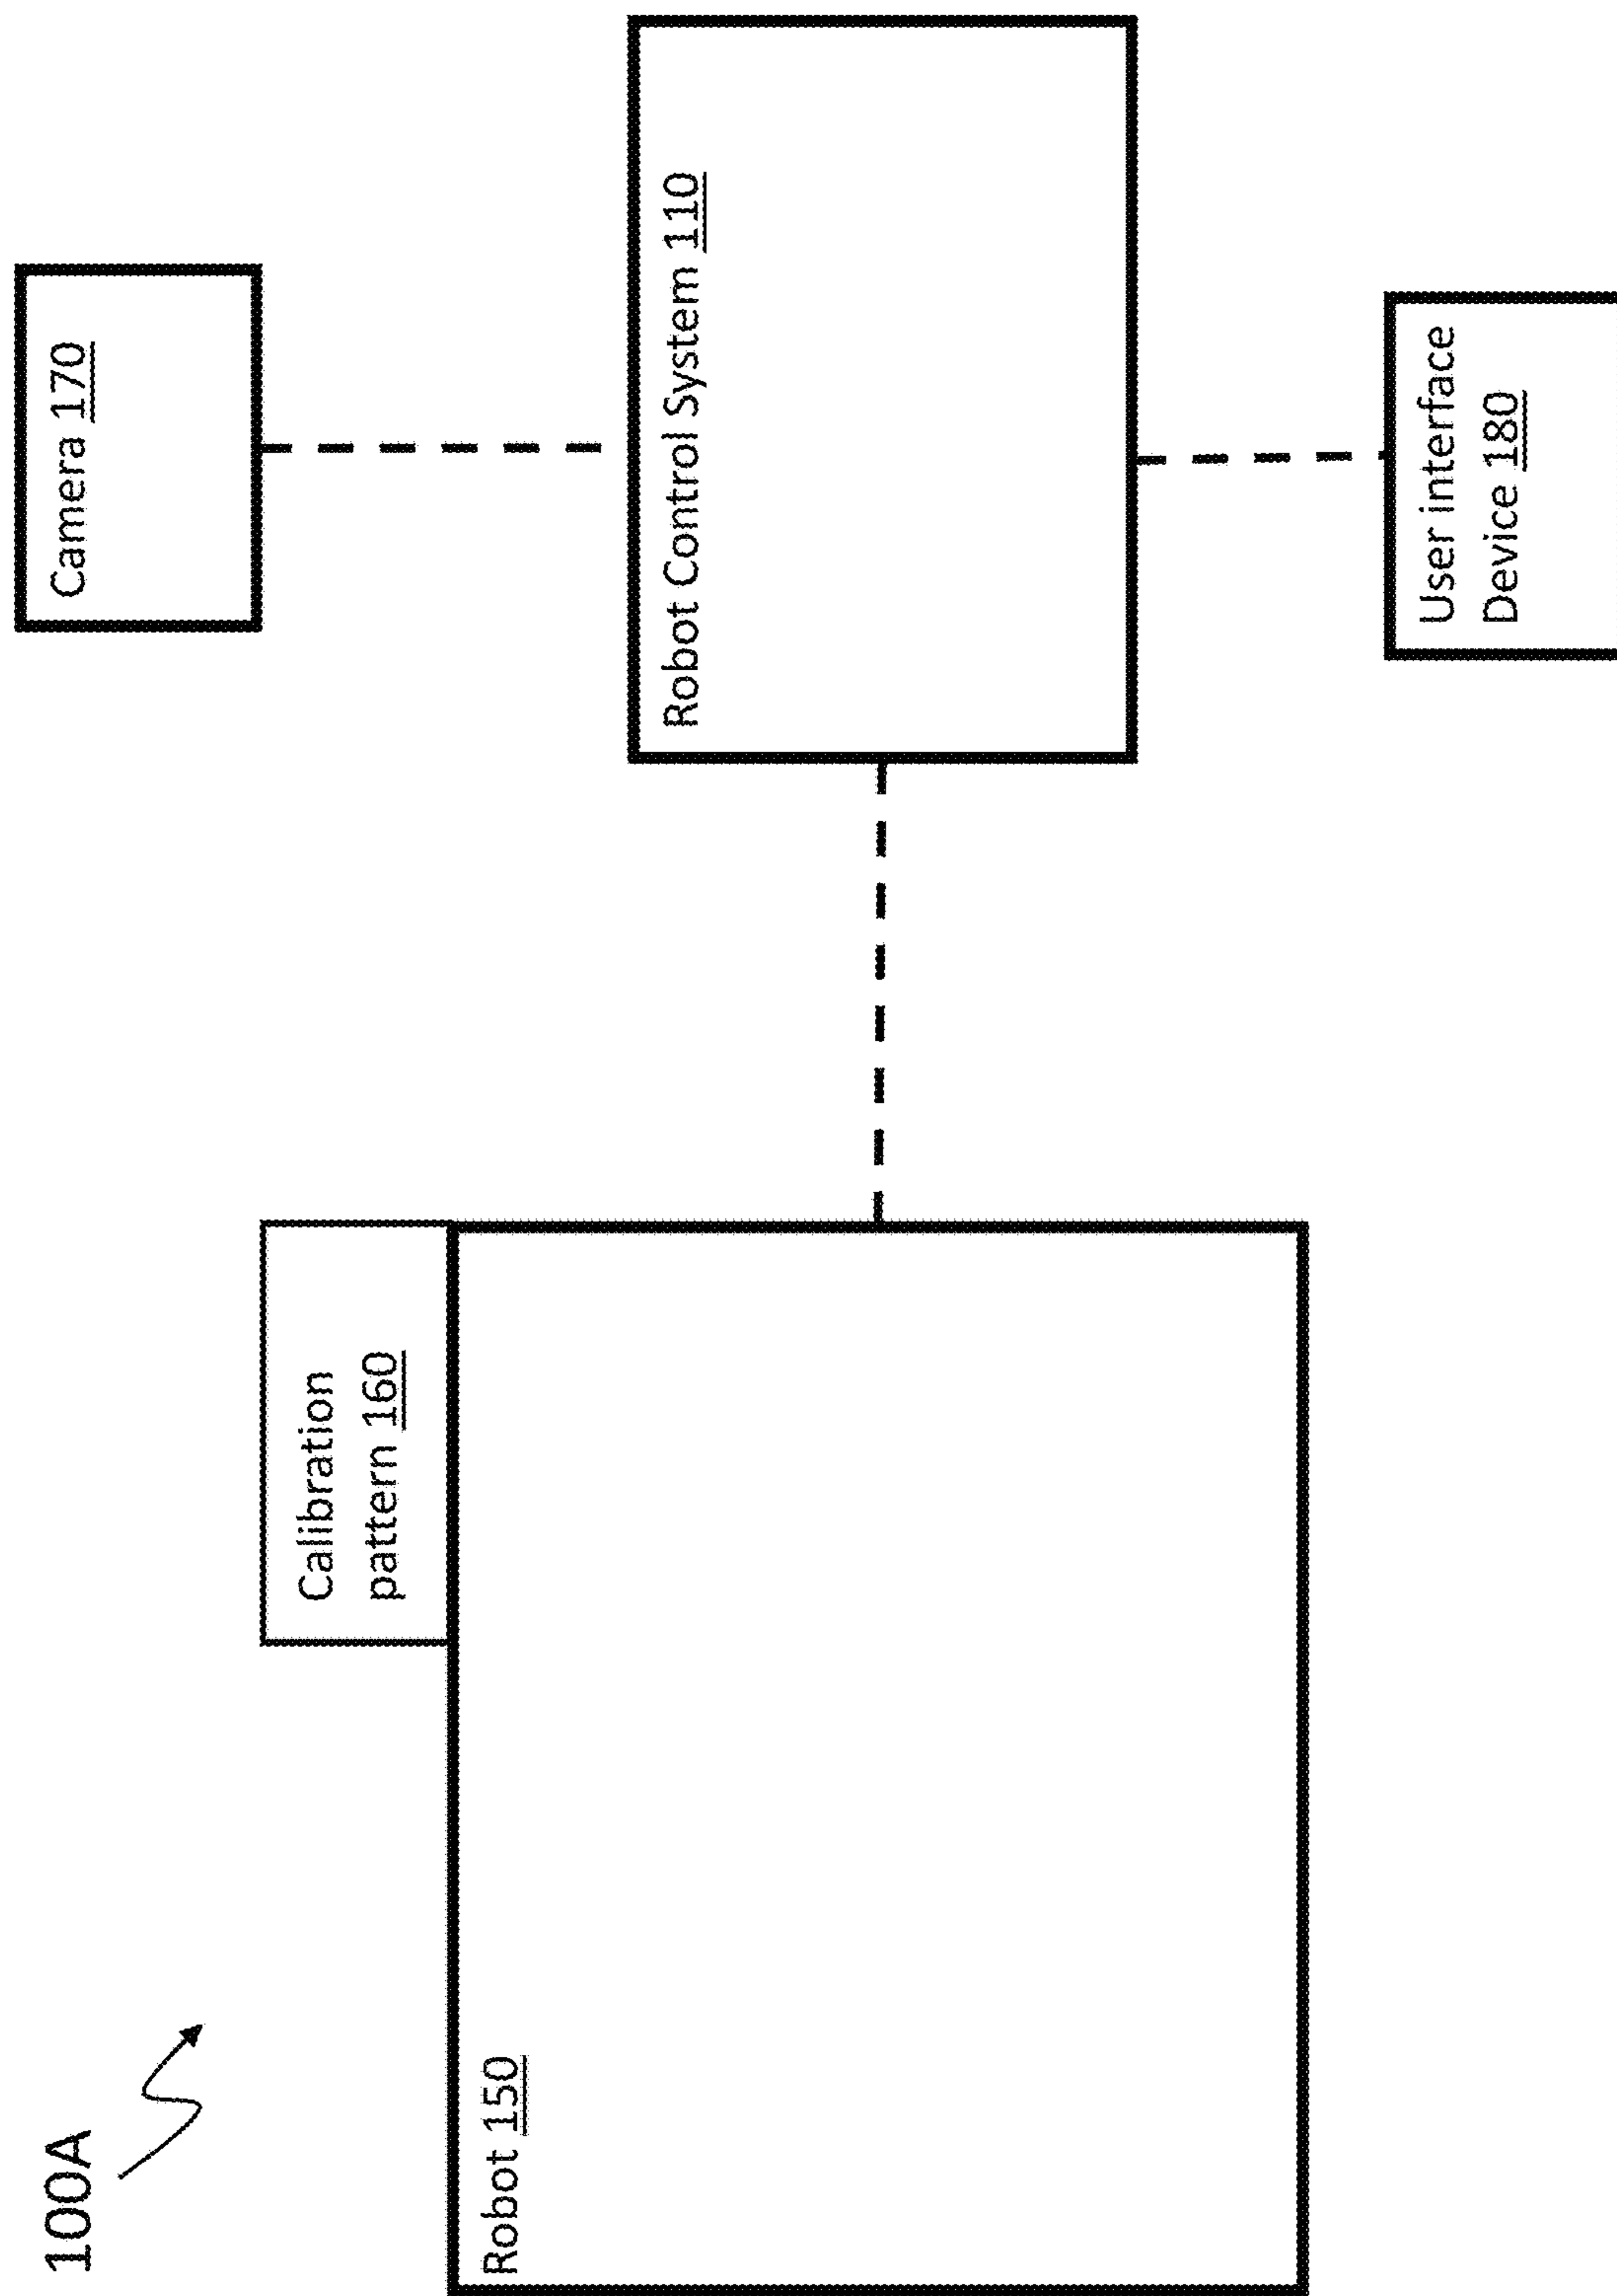 100A
Camera 170
Calibration
pattern 160
Robot 150
Robot Control System 110
User interface
Device 180